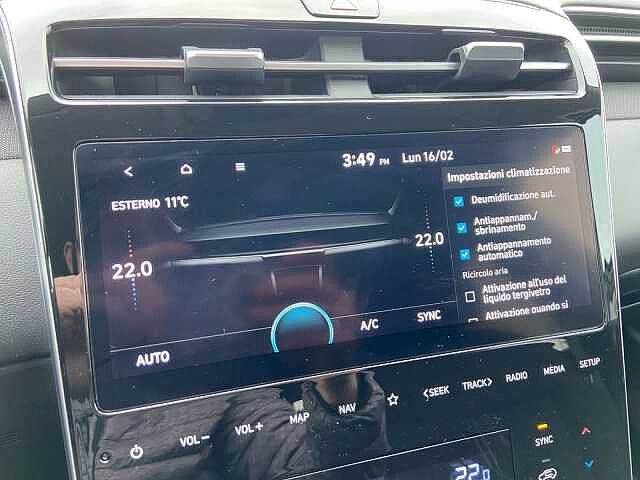 3:49 PM Lun 16/02
Impostazioni climatizzazione
ESTERNO 11°C
Deumidificazione aut.
Antiappannam./
sbrinamento
Antiappannamento
automatico
22.0
22.0
Ricircolo aria
Attivazione all'uso del
liquido tergivetro
Attivazione quando si
AUTO
A/C
SYNC
VOL−
VOL+
MAP
NAV
<SEEK
TRACK>
RADIO
MEDIA
SETUP
SYNC
22.0